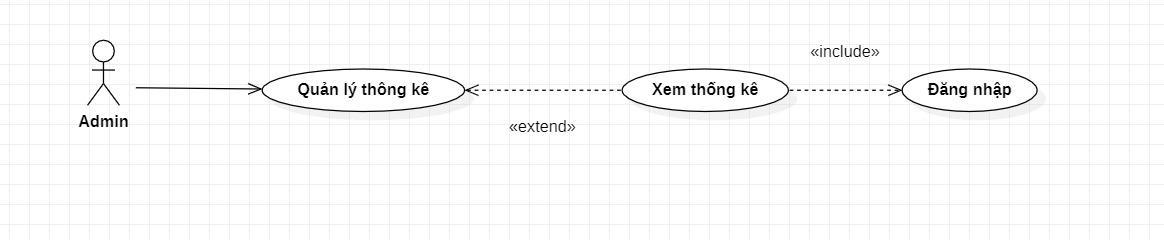 «include»
Quản lý thông kê
Xem thống kê
Đăng nhập
Admin
«extend»